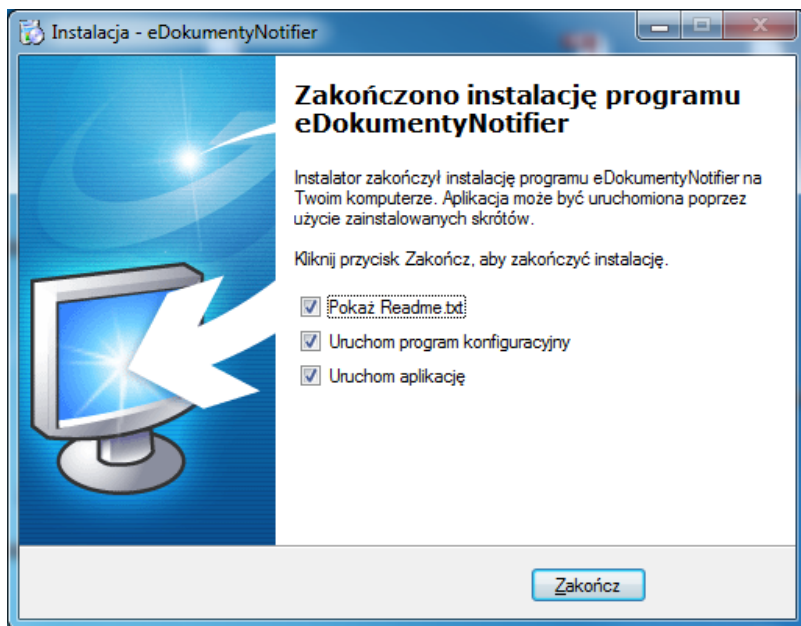 Instalacja - eDokumentyNotifier
Zakończono instalację programu
eDokumentyNotifier
Instalator zakończył instalację programu eDokumentyNotifier na
Twoim komputerze. Aplikacja może być uruchomiona poprzez
użycie zainstalowanych skrótów.
Kliknij przycisk Zakończ, aby zakończyć instalację.
Pokaż Readme.txt
Uruchom program konfiguracyjny
Uruchom aplikację
Zakończ